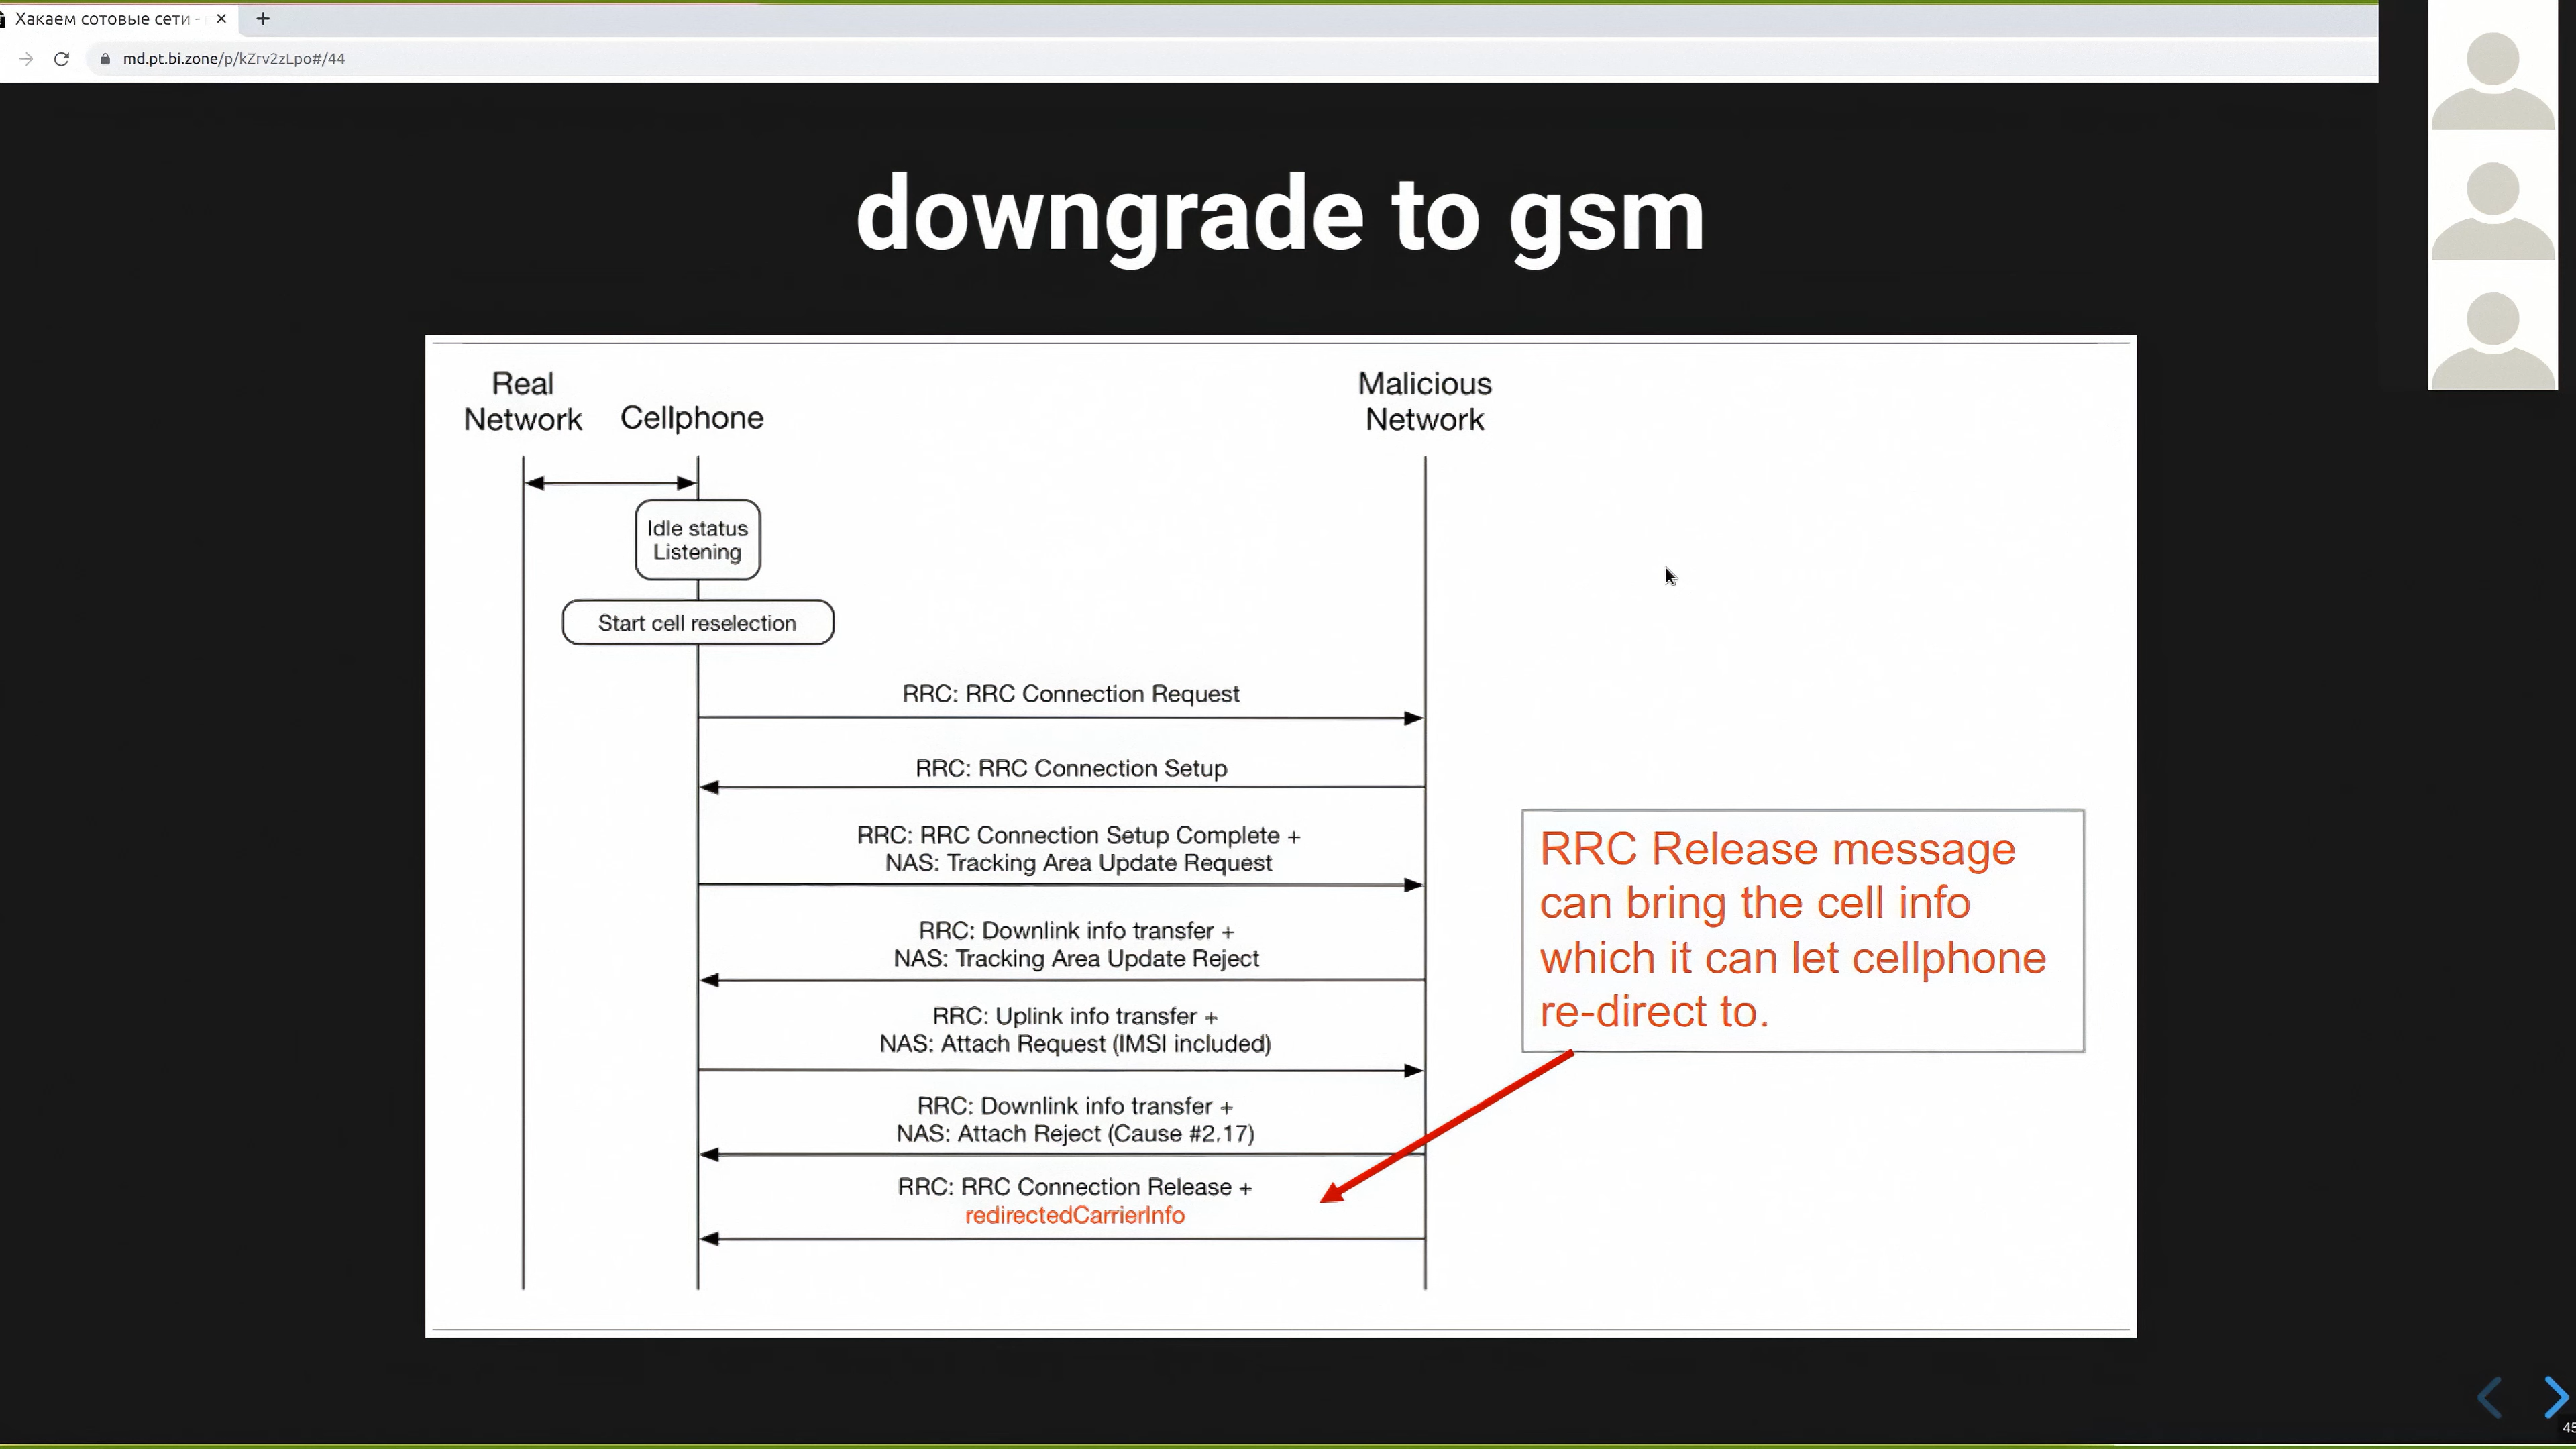 Хакаем сотовые сети -
md.pt.bi.zone/p/kZrv2zLpo#/44
downgrade to gsm
Real
Network
Cellphone
Malicious
Network
Idle status
Listening
Start cell reselection
RRC: RRC Connection Request
RRC: RRC Connection Setup
RRC: RRC Connection Setup Complete +
NAS: Tracking Area Update Request
RRC: Downlink info transfer +
NAS: Tracking Area Update Reject
RRC: Uplink info transfer +
NAS: Attach Request (IMSI included)
RRC: Downlink info transfer +
NAS: Attach Reject (Cause #2,17)
RRC: RRC Connection Release +
redirectedCarrierInfo
RRC Release message
can bring the cell info
which it can let cellphone
re-direct to.
45